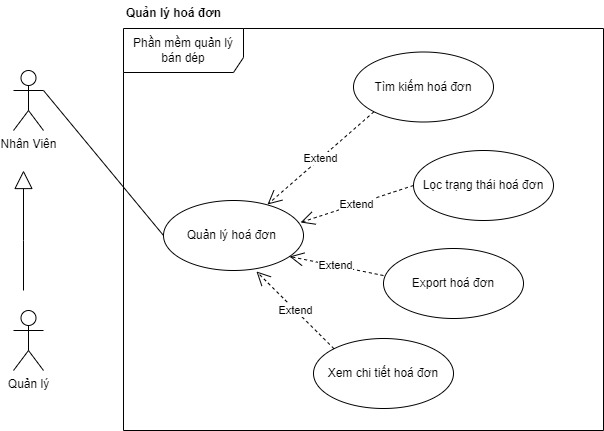 Quản lý hoá đơn
Phần mềm quản lý
bán dép
Tìm kiếm hoá đơn
Nhân Viên
Extend
Lọc trạng thái hoá đơn
Extend
Quản lý hoá đơn
Extend
Export hoá đơn
Extend
Xem chi tiết hoá đơn
Quản lý